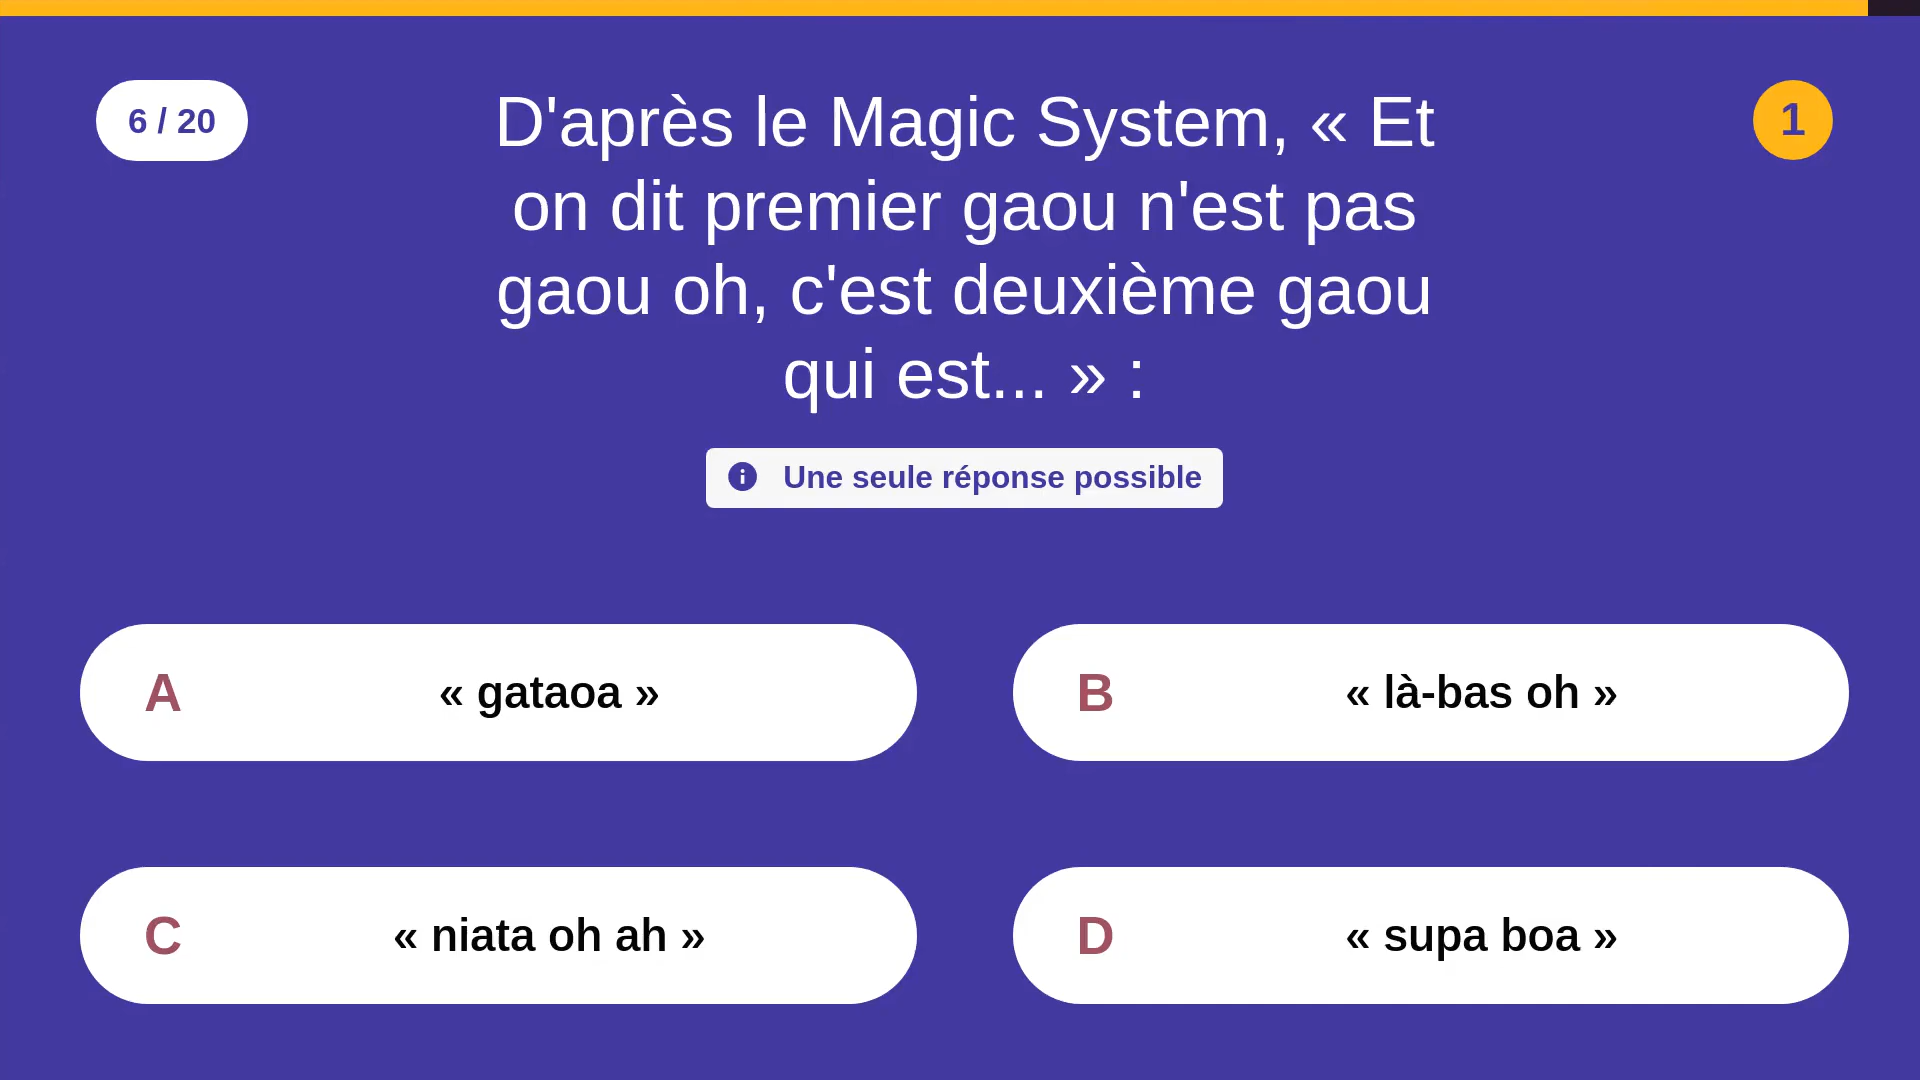 6 / 20
D'après le Magic System, « Et
on dit premier gaou n'est pas
gaou oh, c'est deuxième gaou
qui est... » :
1
Une seule réponse possible
A « gataoa »
B « là-bas oh »
C « niata oh ah »
D « supa boa »